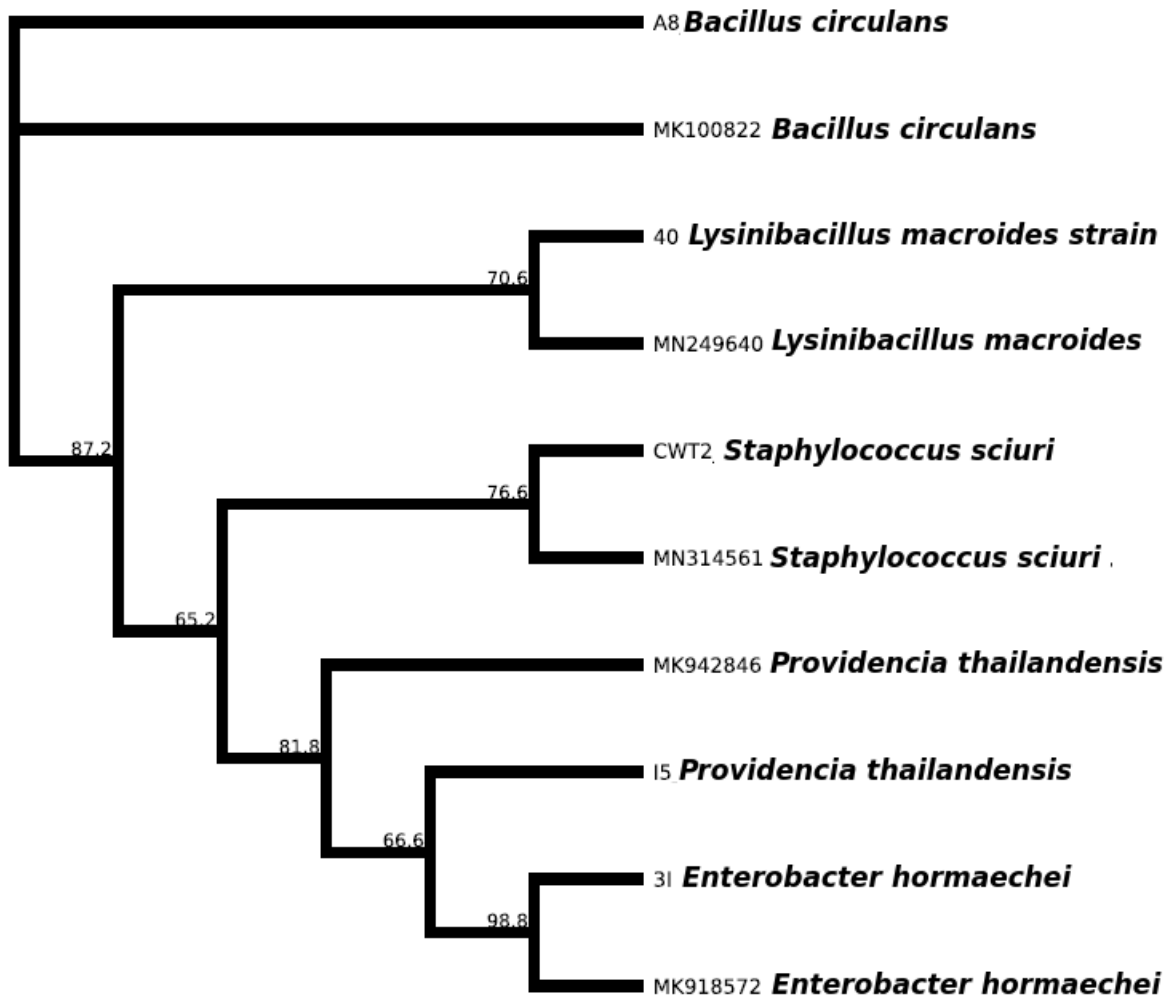 A8 Bacillus circulans
MK100822 Bacillus circulans
40 Lysinibacillus macroides strain
70.6
MN249640 Lysinibacillus macroides
87.2
CWT2 Staphylococcus sciuri
76.6
MN314561 Staphylococcus sciuri .
65.2
MK942846 Providencia thailandensis
81.8
I5 Providencia thailandensis
66.6
3I Enterobacter hormaechei
98.8
MK918572 Enterobacter hormaechei